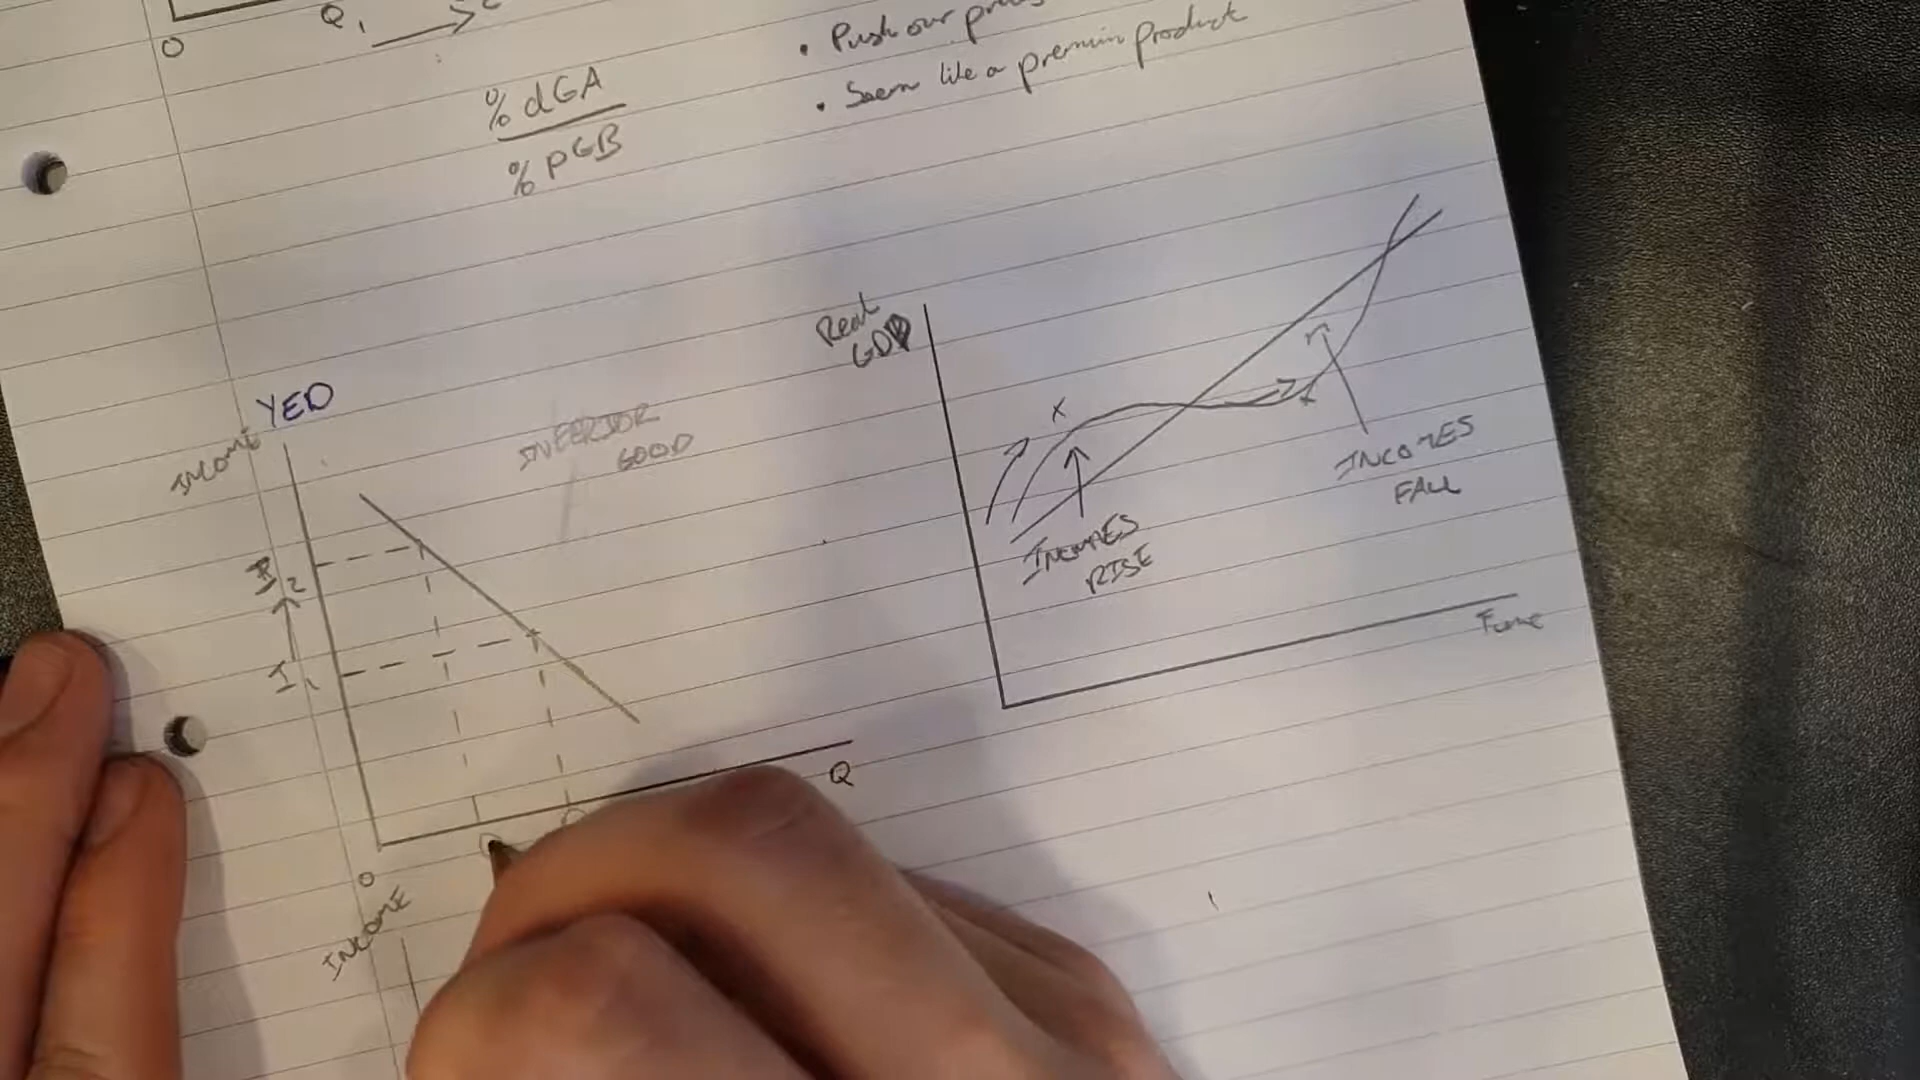 0
Q1
• Push our
• Seem like a premium product
% dGA
% PGB
YED
INCOME
INFERIOR
GOOD
I2
I1
Q
0
INCOME
Real
GDP
x
INCOMES
RISE
INCOMES
FALL